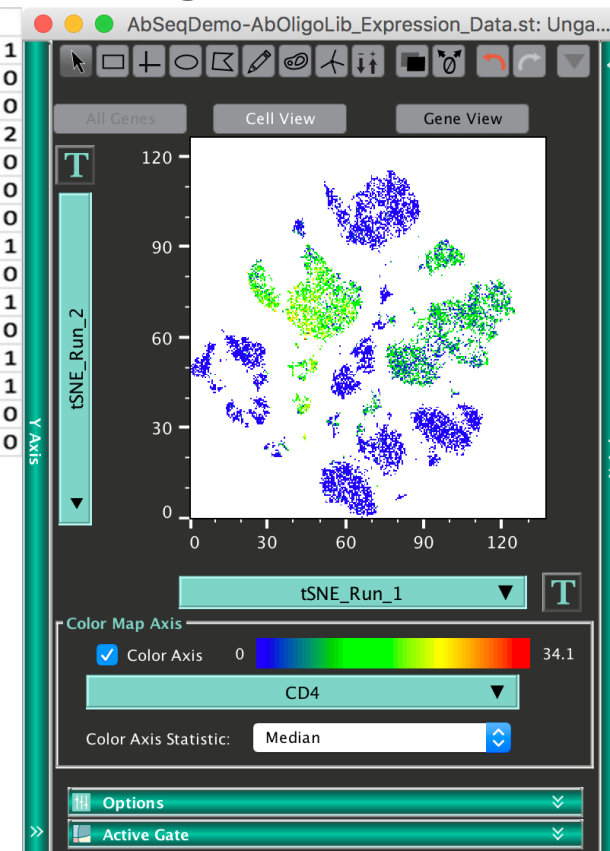 AbSeqDemo-AbOligoLib_Expression_Data.st: Unga...
1
0
0
2
0
0
0
1
0
1
0
1
1
0
0
All Genes
Cell View
Gene View
T
tSNE_Run_2
Y Axis
120
90
60
30
0
0 30 60 90 120
tSNE_Run_1
T
Color Map Axis
Color Axis 0 34.1
CD4
Color Axis Statistic: Median
Options
Active Gate